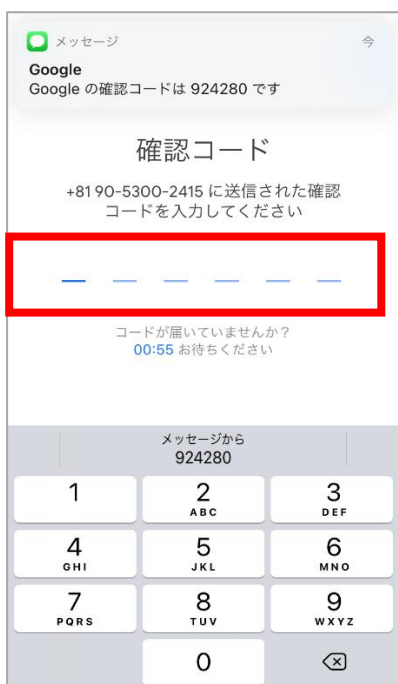 メッセージ
今
Google
Google の確認コードは 924280 です
確認コード
+81 90-5300-2415 に送信された確認
コードを入力してください
コードが届いていませんか?
00:55 お待ちください
メッセージから
924280
1
2
ABC
3
DEF
4
GHI
5
JKL
6
MNO
7
PQRS
8
TUV
9
WXYZ
0